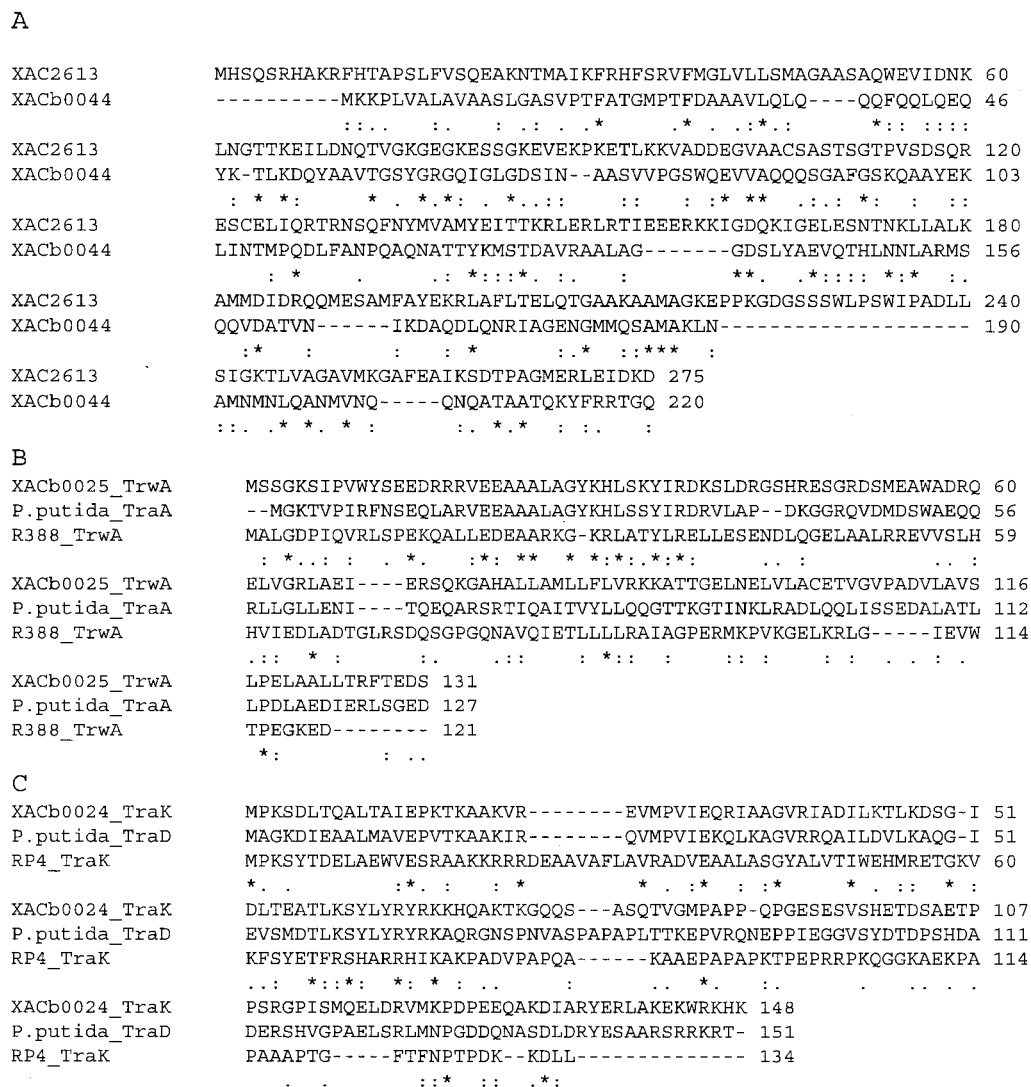 A
XAC2613 MHSQSRHAKRFHTAPSLFVSQEAKNTMAIKFRHFSRVFMGLVLLSMAGAASAQWEVIDNK 60
XACb0044 ----------MKKPLVALAVAASLGASVPTFATGMPTFDAAAVLQLQ----QQFQQLQEQ 46
::.. :. .: .: * *. .:*.: *:: ::::
XAC2613 LNGTTKEILDNQTVGKGEGKESSGKEVEKPKETLKKVADDEGVAACSASTSGTPVSDSQR 120
XACb0044 YK-TLKDQYAAVTGSYGRGQIGLGDSIN--AASVVPGSWQEVVAQQQSGAFGSKQAAYEK 103
: * *: * . *.*: . *..:: :: : :* ** .:.: *: : ::
XAC2613 ESCELIQRTRNSQFNYMVAMYEITTKRLERLRTIEEERKKIGDQKIGELESNTNKLLALK 180
XACb0044 LINTMPQDLFANPQAQNATTYKMSTDAVRAALAG-------GDSLYAEVQTHLNNLARMS 156
: * . .: *:::*: . : **. .*:::: *:* :.
XAC2613 AMMDIDRQQMESAMFAYEKRLAFLTELQTGAAKAAMAGKEPPKGDGSSSWLPSWIPADLL 240
XACb0044 QQVDATVN------IKDAQDLQNRIAGENGMMQSAMAKLN------------------- 190
:* : : : * :.* ::*** :
XAC2613 SIGKTLVAGAVMKGAFEAIKSDTPAGMERLEIDKD 275
XACb0044 AMNMNLQANMVNQ-----QNQATAATQKYFRRTGQ 220
::. .* *. * : :. *.* :: :
B
XACb0025_TrwA MSSGKSIPVWYSEEDRRRVEEAAALAGYKHLSKYIRDKSLDRGSHRESGRDSMEAWADRQ 60
P.putida_TraA --MGKTVPIRFNSEQLARVEEAAALAGYKHLSSYIRDRVLAP--DKGGRQVDMDSWAEQQ 56
R388_TrwA MALGDPIQVRLSPEKQALLEDEAARKG-KRLATYLRELLESENDLQGELAALRREVVSLH 59
: *.: : . *. :*: ** * *:*:.*:*: . . :
XACb0025_TrwA ELVGRLAEI----ERSQKGAHALLAMLLFLVRKKATTGELNELVLACETVGVPADVLAVS 116
P.putida_TraA RLLGLLENI----TQEQARSRTIQAITVYLLQQGTTKGTINKLRADLQQLISSEDALATL 112
R388_TrwA HVIEDLADTGLRSDQSGPGQNAVQIETLLLLRAIAGPERMKPVKGELKRLG-----IEVW 114
.:: * : :. .:: :*:: : :: : : : . : .
XACb0025_TrwA LPELAALLTRFTEDS 131
P.putida_TraA LPDLAEDIERLSGED 127
R388_TrwA TPEGKED-------- 121
*: : ..
C
XACb0024_TraK MPKSDLTQALTAIEPKTKAAKVR--------EVMPVIEQRIAAGVRIADILKTLKDSG-I 51
P.putida_TraD MAGKDIEAALMAVEPVTKAAKIR--------QVMPVIEKQLKAGVRRQAILDVLKAQG-I 51
RP4_TraK MPKSYTDELAEWVESRAAKKRRRDEAAVAFLAVRADVEAALASGYALVTIWEHMRETGKV 60
*. . :*. : * *. :* : :* * . :: * :
XACb0024_TraK DLTEATLKSYLYRYRKKHQAKTKGQQS---ASQTVGMPAPP-QPGESESVSHETDSAETP 107
P.putida_TraD EVSMDTLKSYLYRYRKAQRGNSPNVASPAPAPLTTKEPVRQNEPPIEGGVSYDTDPSHDA 111
RP4_TraK KFSYETFRSHARRHIKAKPADVPAPQA------KAAEPAPAPKTPEPRRPKQGGKAEKPA 114
..: *::*: *: * : . : . *. :. . . . .
XACb0024_TraK PSRGPISMQELDRVMKPDPEEQAKDIARYERLAKEKWRKHK 148
P.putida_TraD DERSHVGPAELSRLMNPGDDQNASDLDRYESAARSRRKRT- 151
RP4_TraK PAAAPTG-----FTFNPTPDK--KDLL-------------- 134
. . ::* :: .*: